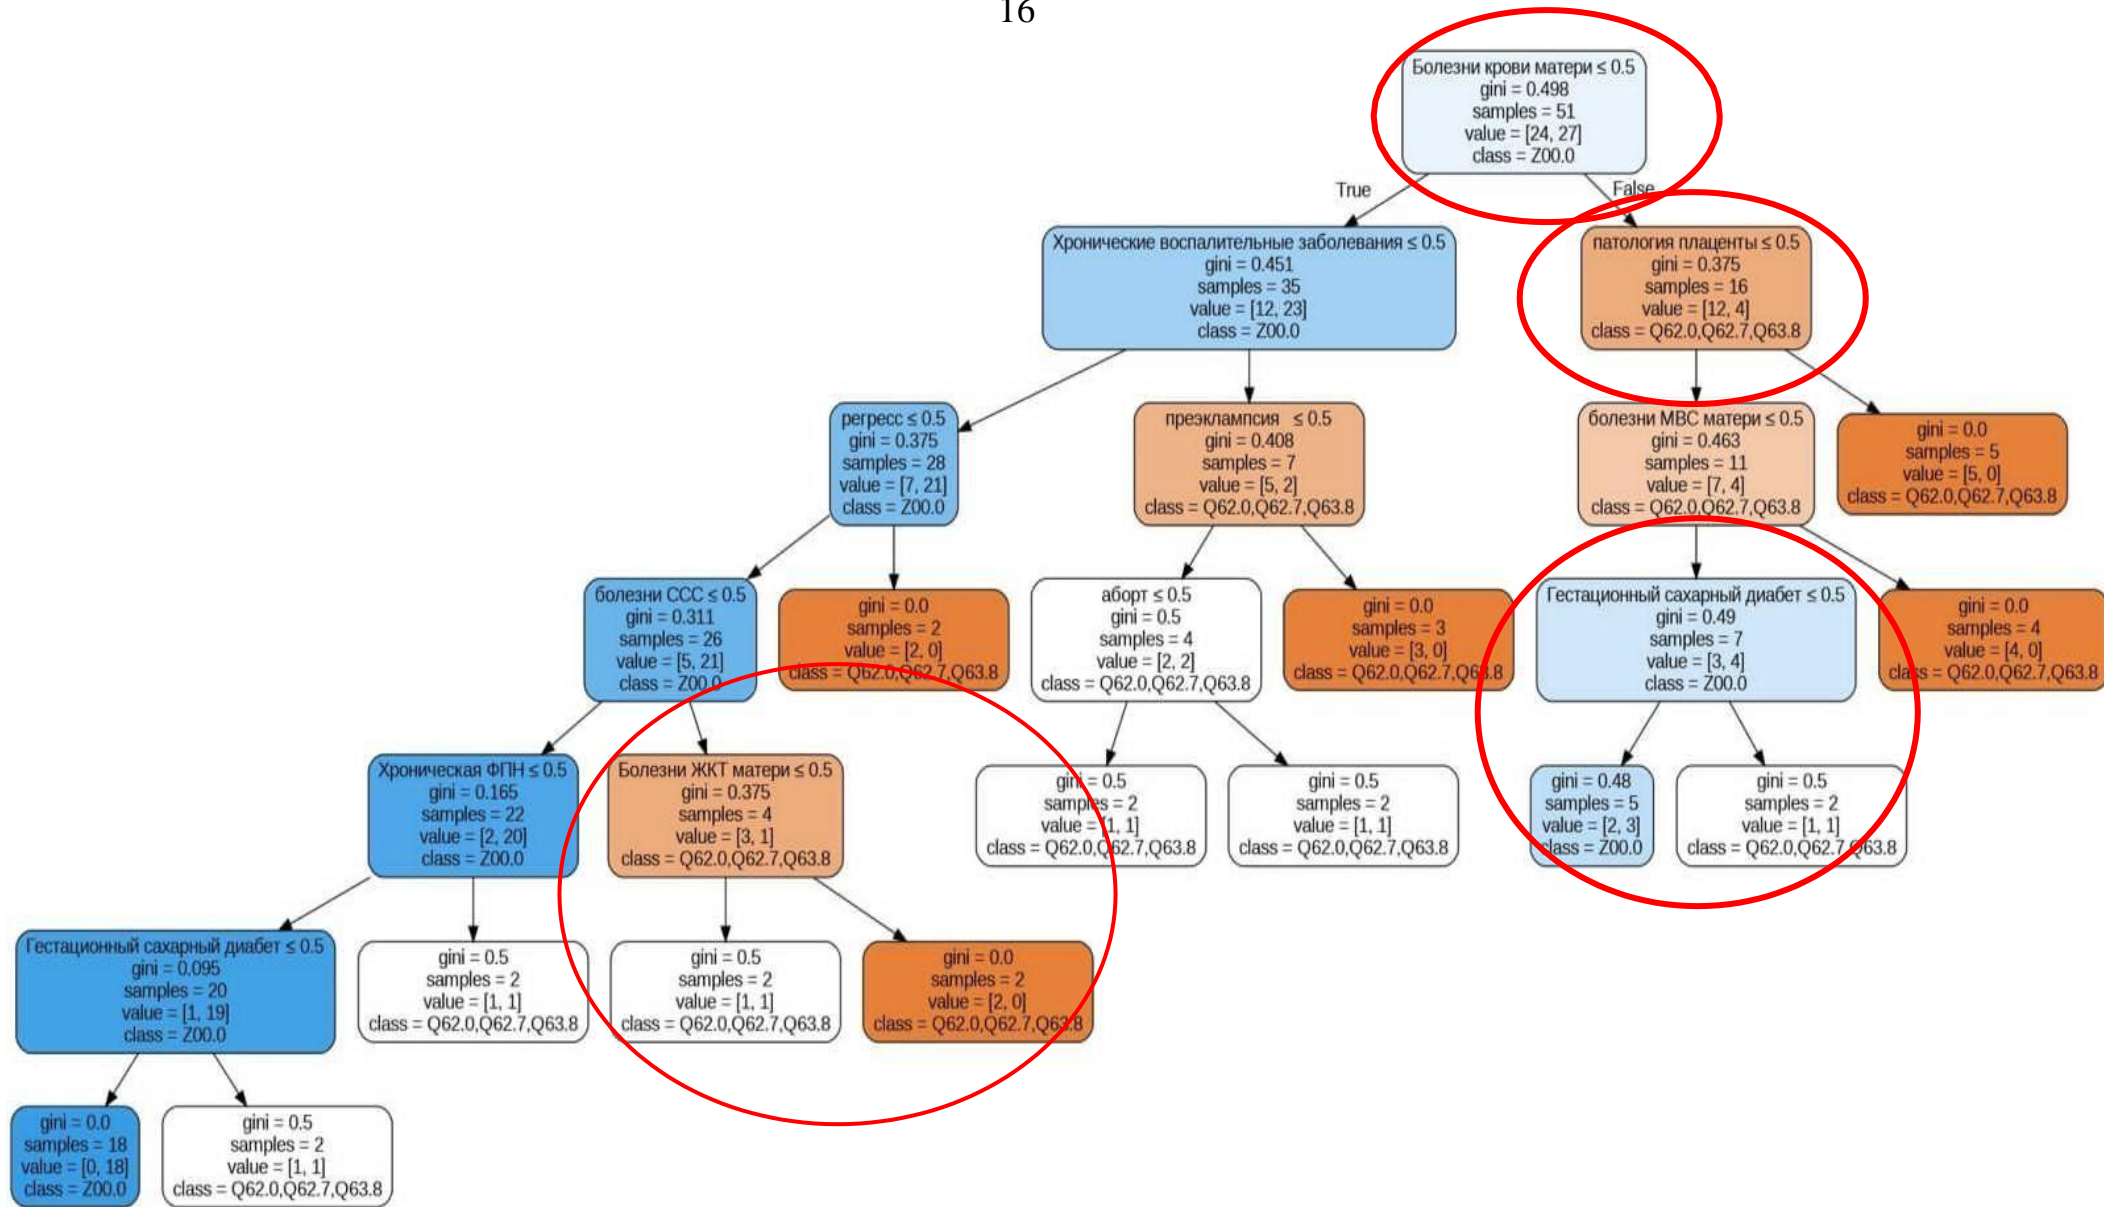 16
Болезни крови матери ≤ 0.5
gini = 0.498
samples = 51
value = [24, 27]
class = Z00.0
True
False
Хронические воспалительные заболевания ≤ 0.5
gini = 0.451
samples = 35
value = [12, 23]
class = Z00.0
патология плаценты ≤ 0.5
gini = 0.375
samples = 16
value = [12, 4]
class = Q62.0,Q62.7,Q63.8
регресс ≤ 0.5
gini = 0.375
samples = 28
value = [7, 21]
class = Z00.0
преэклампсия ≤ 0.5
gini = 0.408
samples = 7
value = [5, 2]
class = Q62.0,Q62.7,Q63.8
болезни МВС матери ≤ 0.5
gini = 0.463
samples = 11
value = [7, 4]
class = Q62.0,Q62.7,Q63.8
gini = 0.0
samples = 5
value = [5, 0]
class = Q62.0,Q62.7,Q63.8
болезни ССС ≤ 0.5
gini = 0.311
samples = 26
value = [5, 21]
class = Z00.0
gini = 0.0
samples = 2
value = [2, 0]
class = Q62.0,Q62.7,Q63.8
аборт ≤ 0.5
gini = 0.5
samples = 4
value = [2, 2]
class = Q62.0,Q62.7,Q63.8
gini = 0.0
samples = 3
value = [3, 0]
class = Q62.0,Q62.7,Q63.8
Гестационный сахарный диабет ≤ 0.5
gini = 0.49
samples = 7
value = [3, 4]
class = Z00.0
gini = 0.0
samples = 4
value = [4, 0]
class = Q62.0,Q62.7,Q63.8
Хроническая ФПН ≤ 0.5
gini = 0.165
samples = 22
value = [2, 20]
class = Z00.0
Болезни ЖКТ матери ≤ 0.5
gini = 0.375
samples = 4
value = [3, 1]
class = Q62.0,Q62.7,Q63.8
gini = 0.5
samples = 2
value = [1, 1]
class = Q62.0,Q62.7,Q63.8
gini = 0.5
samples = 2
value = [1, 1]
class = Q62.0,Q62.7,Q63.8
gini = 0.48
samples = 5
value = [2, 3]
class = Z00.0
gini = 0.5
samples = 2
value = [1, 1]
class = Q62.0,Q62.7,Q63.8
Гестационный сахарный диабет ≤ 0.5
gini = 0.095
samples = 20
value = [1, 19]
class = Z00.0
gini = 0.5
samples = 2
value = [1, 1]
class = Q62.0,Q62.7,Q63.8
gini = 0.5
samples = 2
value = [1, 1]
class = Q62.0,Q62.7,Q63.8
gini = 0.0
samples = 2
value = [2, 0]
class = Q62.0,Q62.7,Q63.8
gini = 0.0
samples = 18
value = [0, 18]
class = Z00.0
gini = 0.5
samples = 2
value = [1, 1]
class = Q62.0,Q62.7,Q63.8